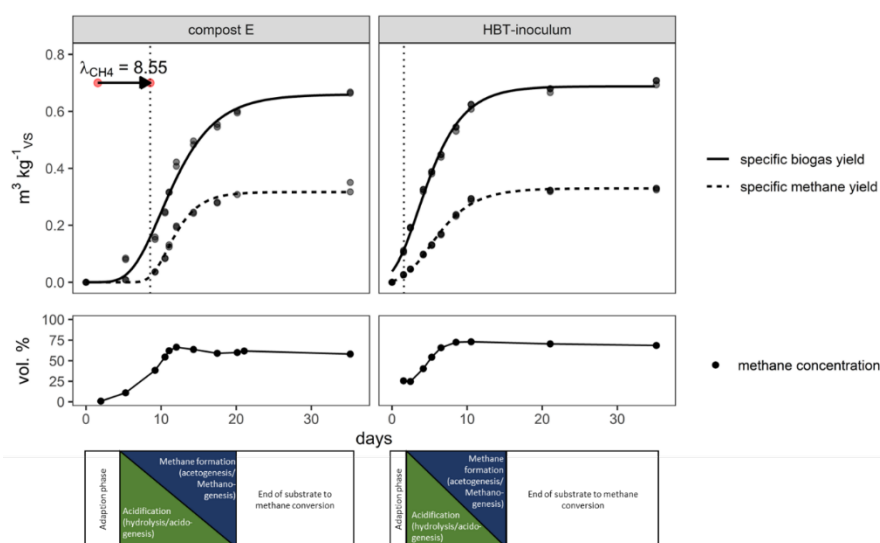 compost E
HBT-inoculum
0.8
λCH4 = 8.55
0.6
m³ kg⁻¹ VS
0.4
0.2
0.0
specific biogas yield
specific methane yield
100
75
vol. %
50
25
0
methane concentration
0 10 20 30
0 10 20 30
days
Adaption phase
Methane formation
(acetogenesis/
Methano-
genesis)
Acidification
(hydrolysis/acido-
genesis)
End of substrate to
methane conversion
Adaption phase
Methane
formation
(acetogenesis/
Methano-
genesis)
Acidification
(hydrolysis/acido-
genesis)
End of substrate to methane
conversion